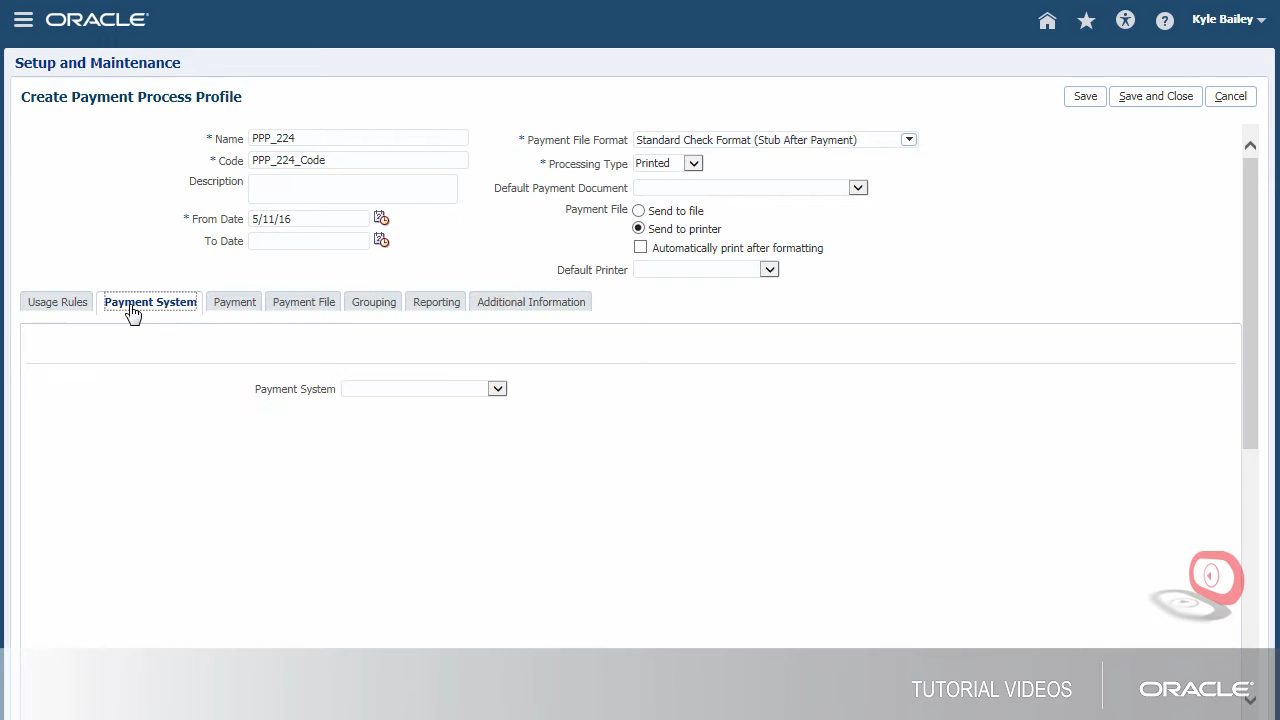 ORACLE®
Kyle Bailey
Setup and Maintenance
Create Payment Process Profile
Save
Save and Close
Cancel
* Name PPP_224
* Code PPP_224_Code
Description
* From Date 5/11/16
To Date
* Payment File Format Standard Check Format (Stub After Payment)
* Processing Type Printed
Default Payment Document
Payment File Send to file
Send to printer
Automatically print after formatting
Default Printer
Usage Rules Payment System Payment Payment File Grouping Reporting Additional Information
Payment System
TUTORIAL VIDEOS
ORACLE®